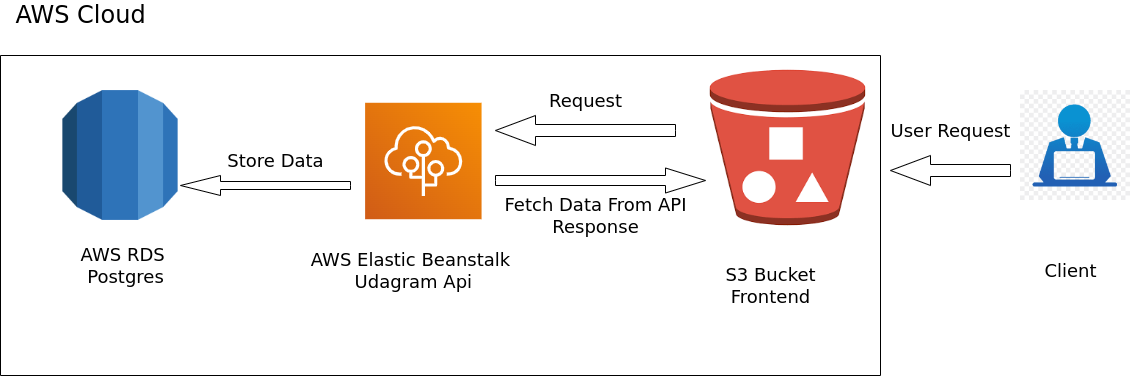 AWS Cloud
Request
User Request
Store Data
Fetch Data From API
Response
AWS RDS
Postgres
AWS Elastic Beanstalk
Udagram Api
S3 Bucket
Frontend
Client